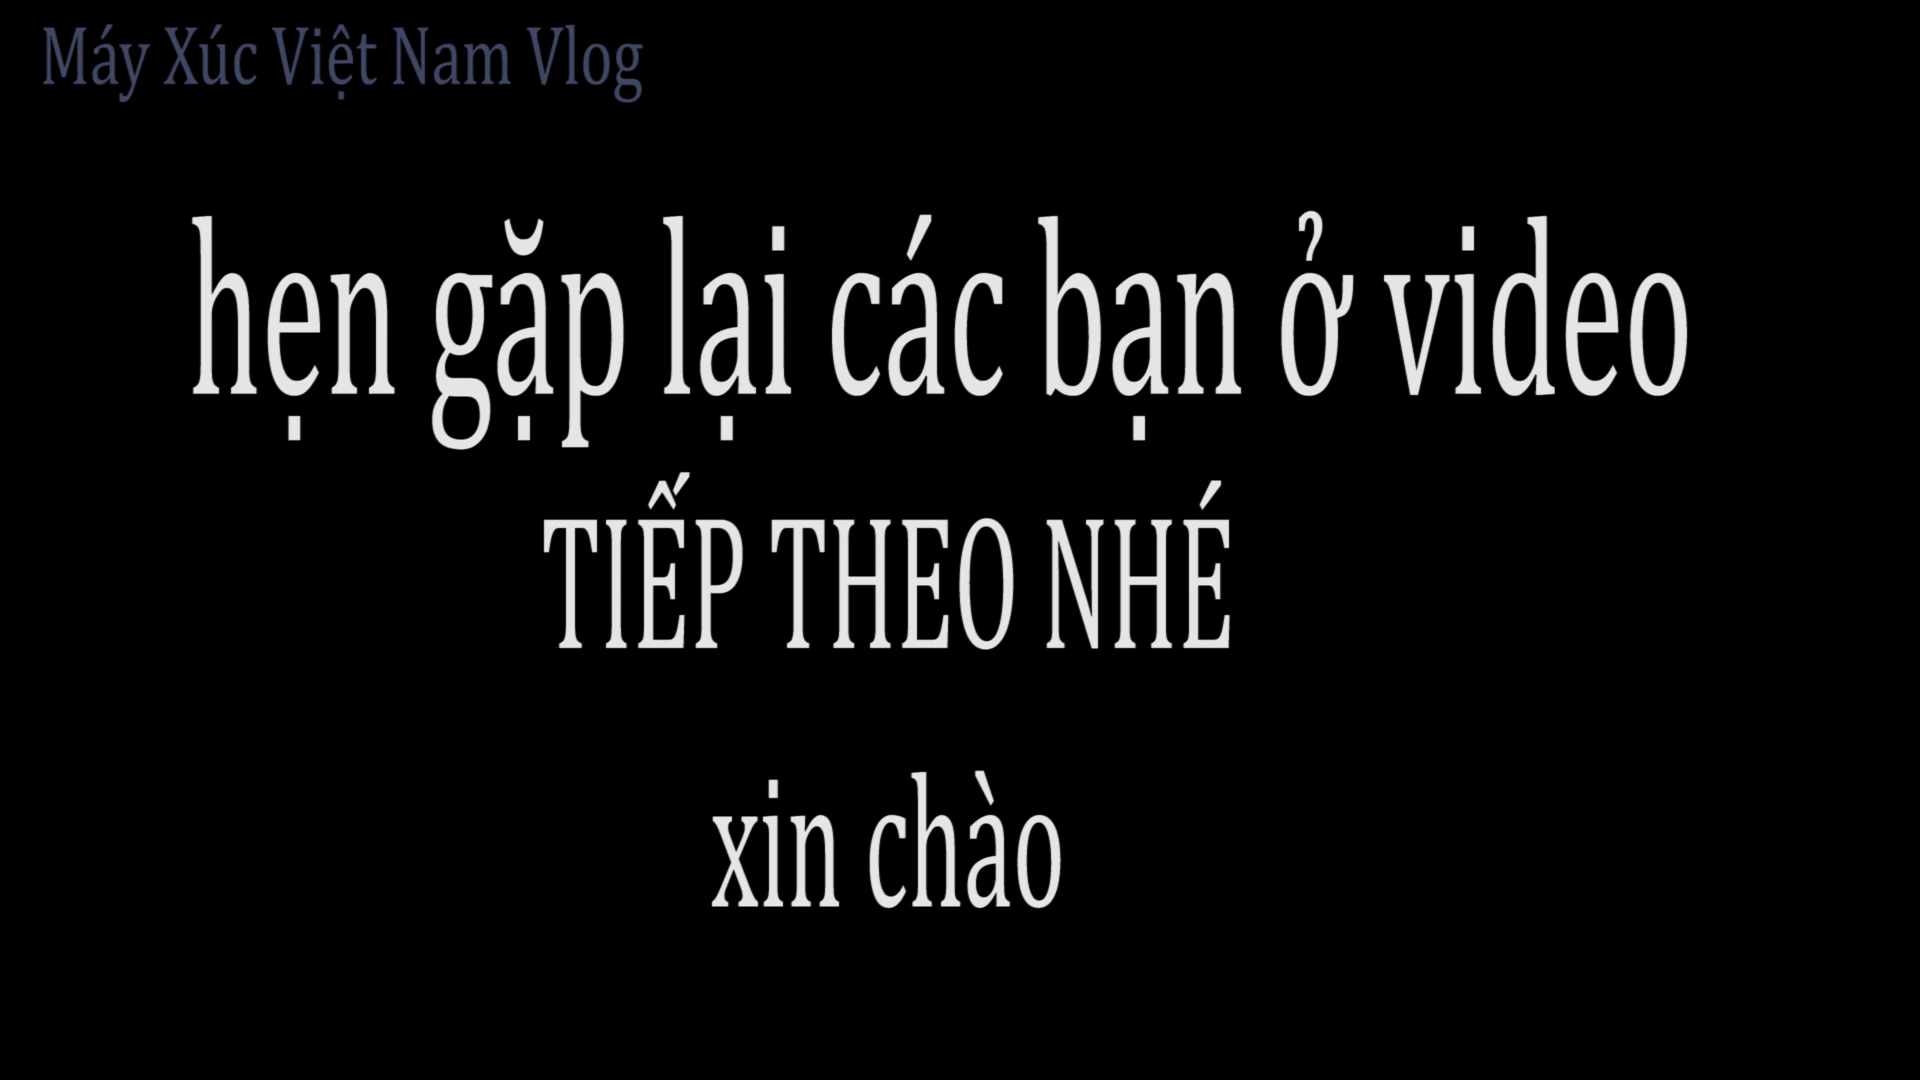 Máy Xúc Việt Nam Vlog
hẹn gặp lại các bạn ở video
TIẾP THEO NHÉ
xin chào